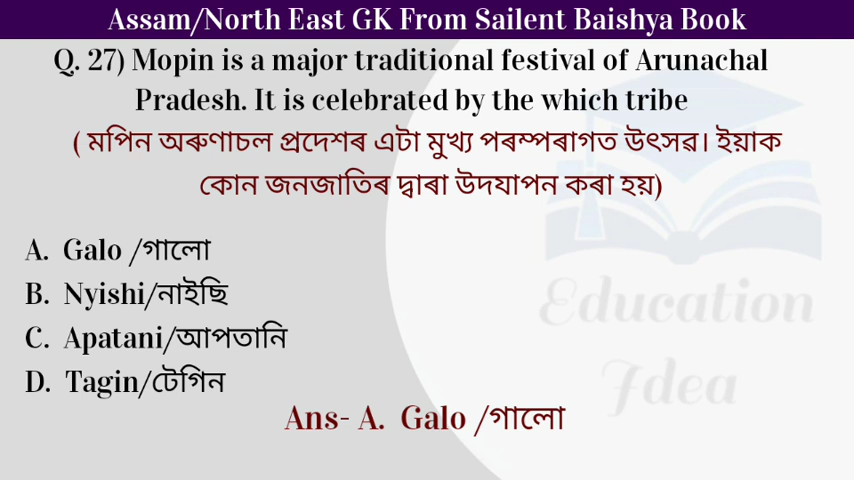 Assam/North East GK From Sailent Baishya Book
Q. 27) Mopin is a major traditional festival of Arunachal
Pradesh. It is celebrated by the which tribe
( মপিন অৰুণাচল প্ৰদেশৰ এটা মুখ্য পৰম্পৰাগত উৎসৱ। ইয়াক
কোন জনজাতিৰ দ্বাৰা উদযাপন কৰা হয়)
A. Galo /গালো
B. Nyishi/নাইছি
C. Apatani/আপতানি
D. Tagin/টেগিন
Ans- A. Galo /গালো
Education
Idea